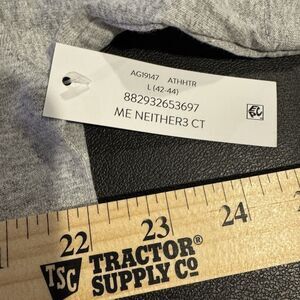 AG19147 ATHHTR
L (42-44)
882932653697
ME NEITHER3 CT
22 23 24
TSC TRACTOR®
SUPPLY CO